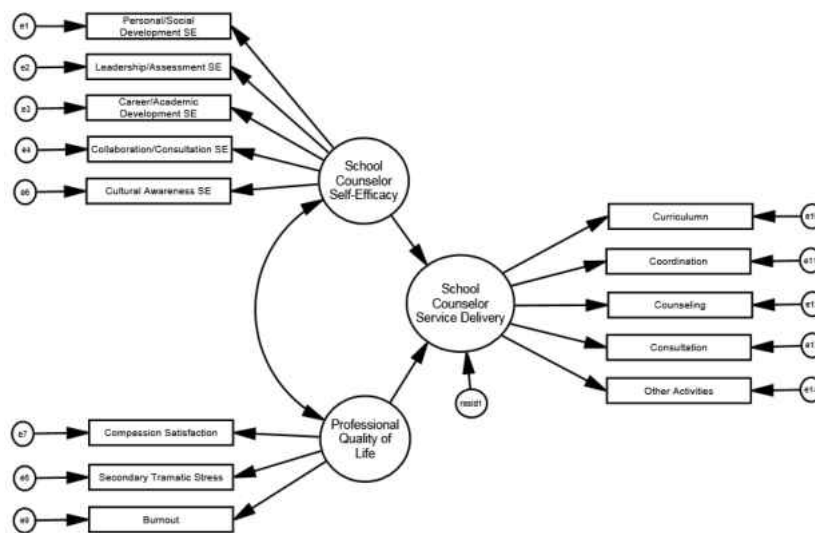 e1
Personal/Social
Development SE
e2
Leadership/Assessment SE
e3
Career/Academic
Development SE
e4
Collaboration/Consultation SE
Cultural Awareness SE
School
Counselor
Self-Efficacy
Curriculumn
Coordination
e11
School
Counselor
Service Delivery
Counseling
Consultation
Other Activities
resid1
Professional
Quality of
Life
e7
Compassion Satisfaction
Secondary Tramatic Stress
e9
Burnout